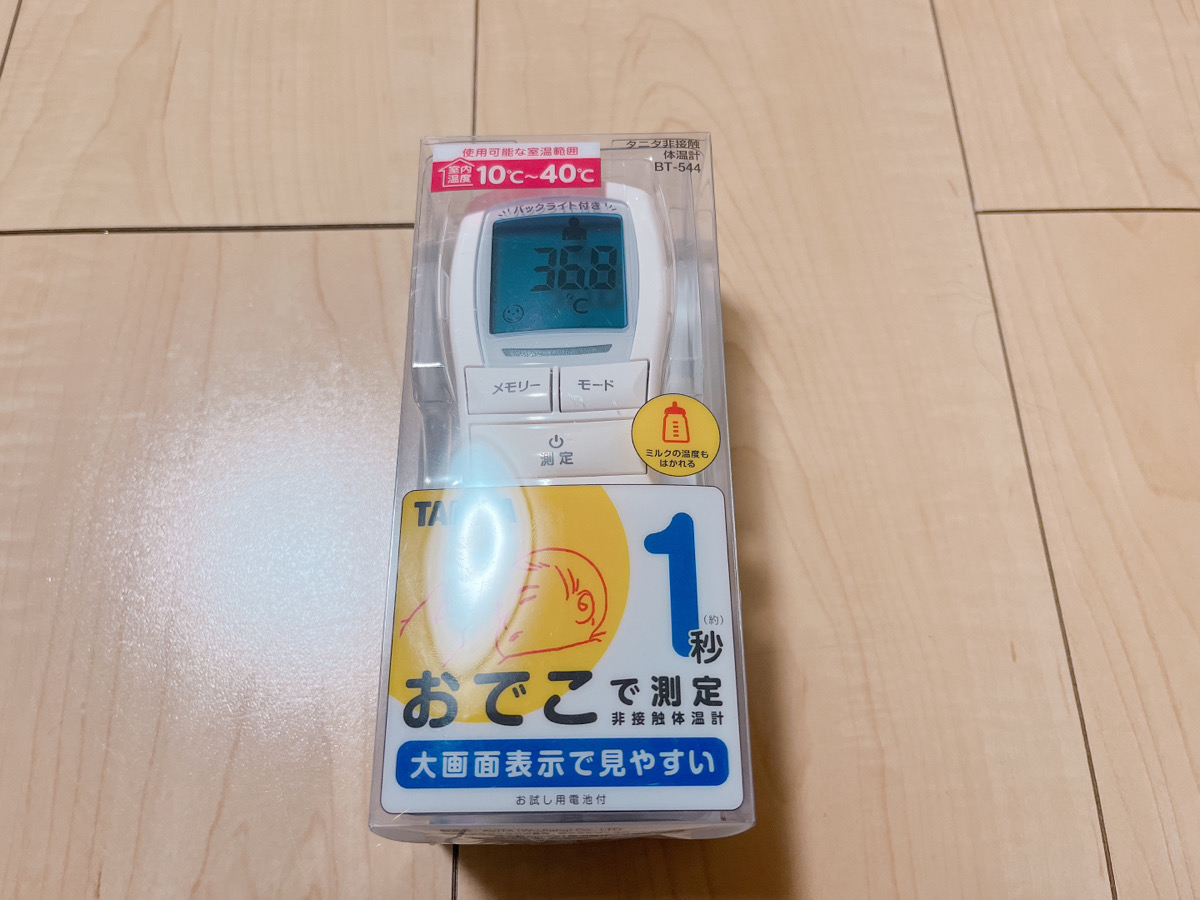 使用可能な室温範囲
室内温度 10℃~40℃
タニタ非接触
体温計
BT-544
バックライト付き
36.8
℃
メモリー
モード
測定
ミルクの温度も
はかれる
1秒
(約)
おでこで測定
非接触体温計
大画面表示で見やすい
お試し用電池付